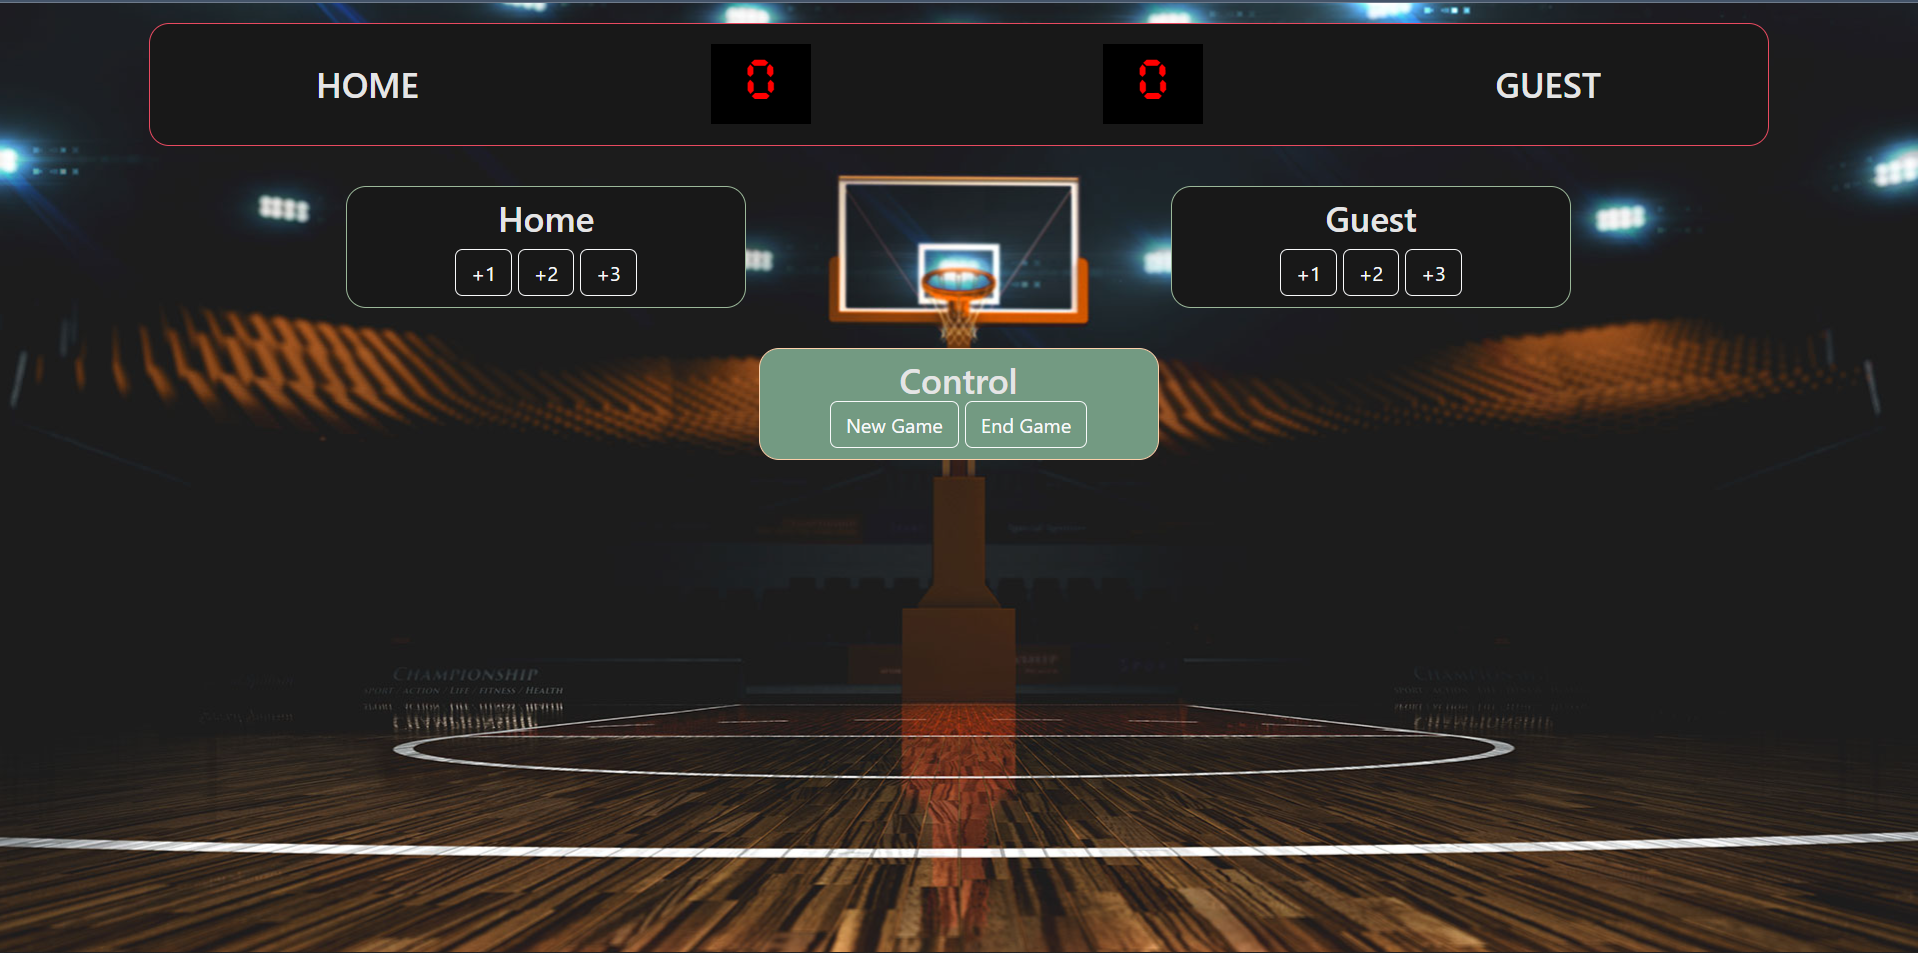 HOME 0 0 GUEST
Home
+1 +2 +3
Guest
+1 +2 +3
Control
New Game End Game
CHAMPIONSHIP
SPORT / ACTION / LIFE / FITNESS / HEALTH